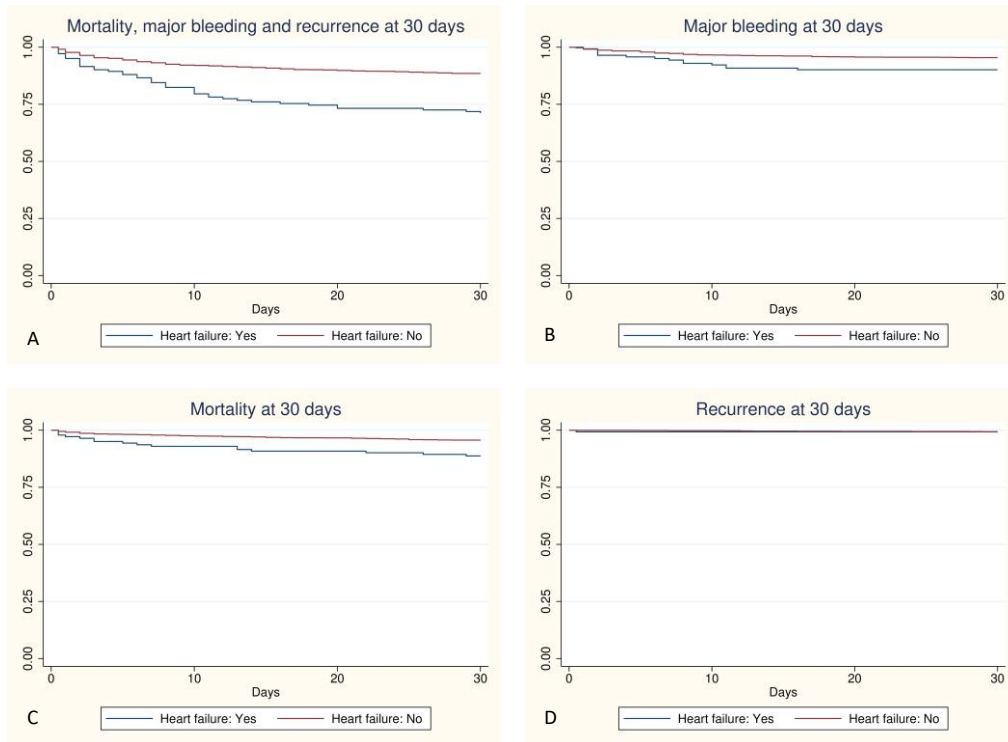 Mortality, major bleeding and recurrence at 30 days
1.00
0.75
0.50
0.25
0.00
0 10 20 30
Days
Heart failure: Yes Heart failure: No
A
Major bleeding at 30 days
1.00
0.75
0.50
0.25
0.00
0 10 20 30
Days
Heart failure: Yes Heart failure: No
B
Mortality at 30 days
1.00
0.75
0.50
0.25
0.00
0 10 20 30
Days
Heart failure: Yes Heart failure: No
C
Recurrence at 30 days
1.00
0.75
0.50
0.25
0.00
0 10 20 30
Days
Heart failure: Yes Heart failure: No
D